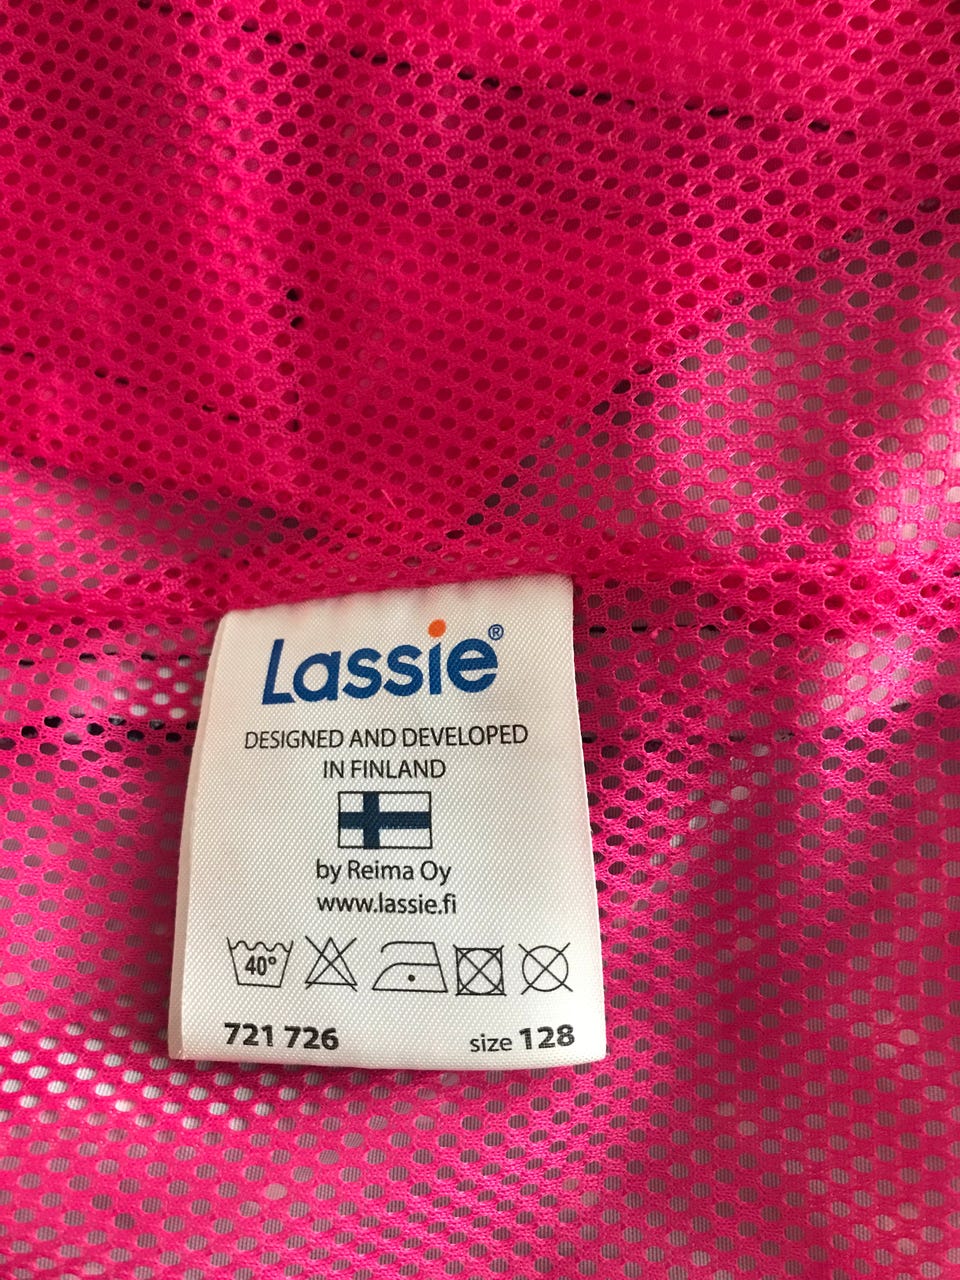 Lassie®
DESIGNED AND DEVELOPED
IN FINLAND
by Reima Oy
www.lassie.fi
40°
721 726 size 128